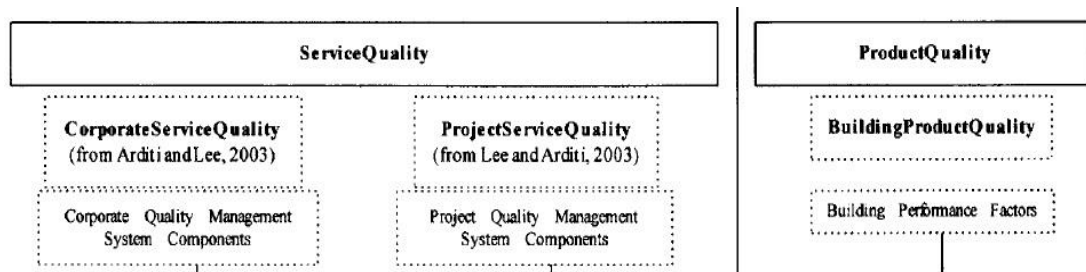 ServiceQuality
ProductQuality
CorporateServiceQuality
(from Arditi and Lee, 2003)
ProjectServiceQuality
(from Lee and Arditi, 2003)
BuildingProductQuality
Corporate Quality Management
System Components
Project Quality Management
System Components
Building Performance Factors